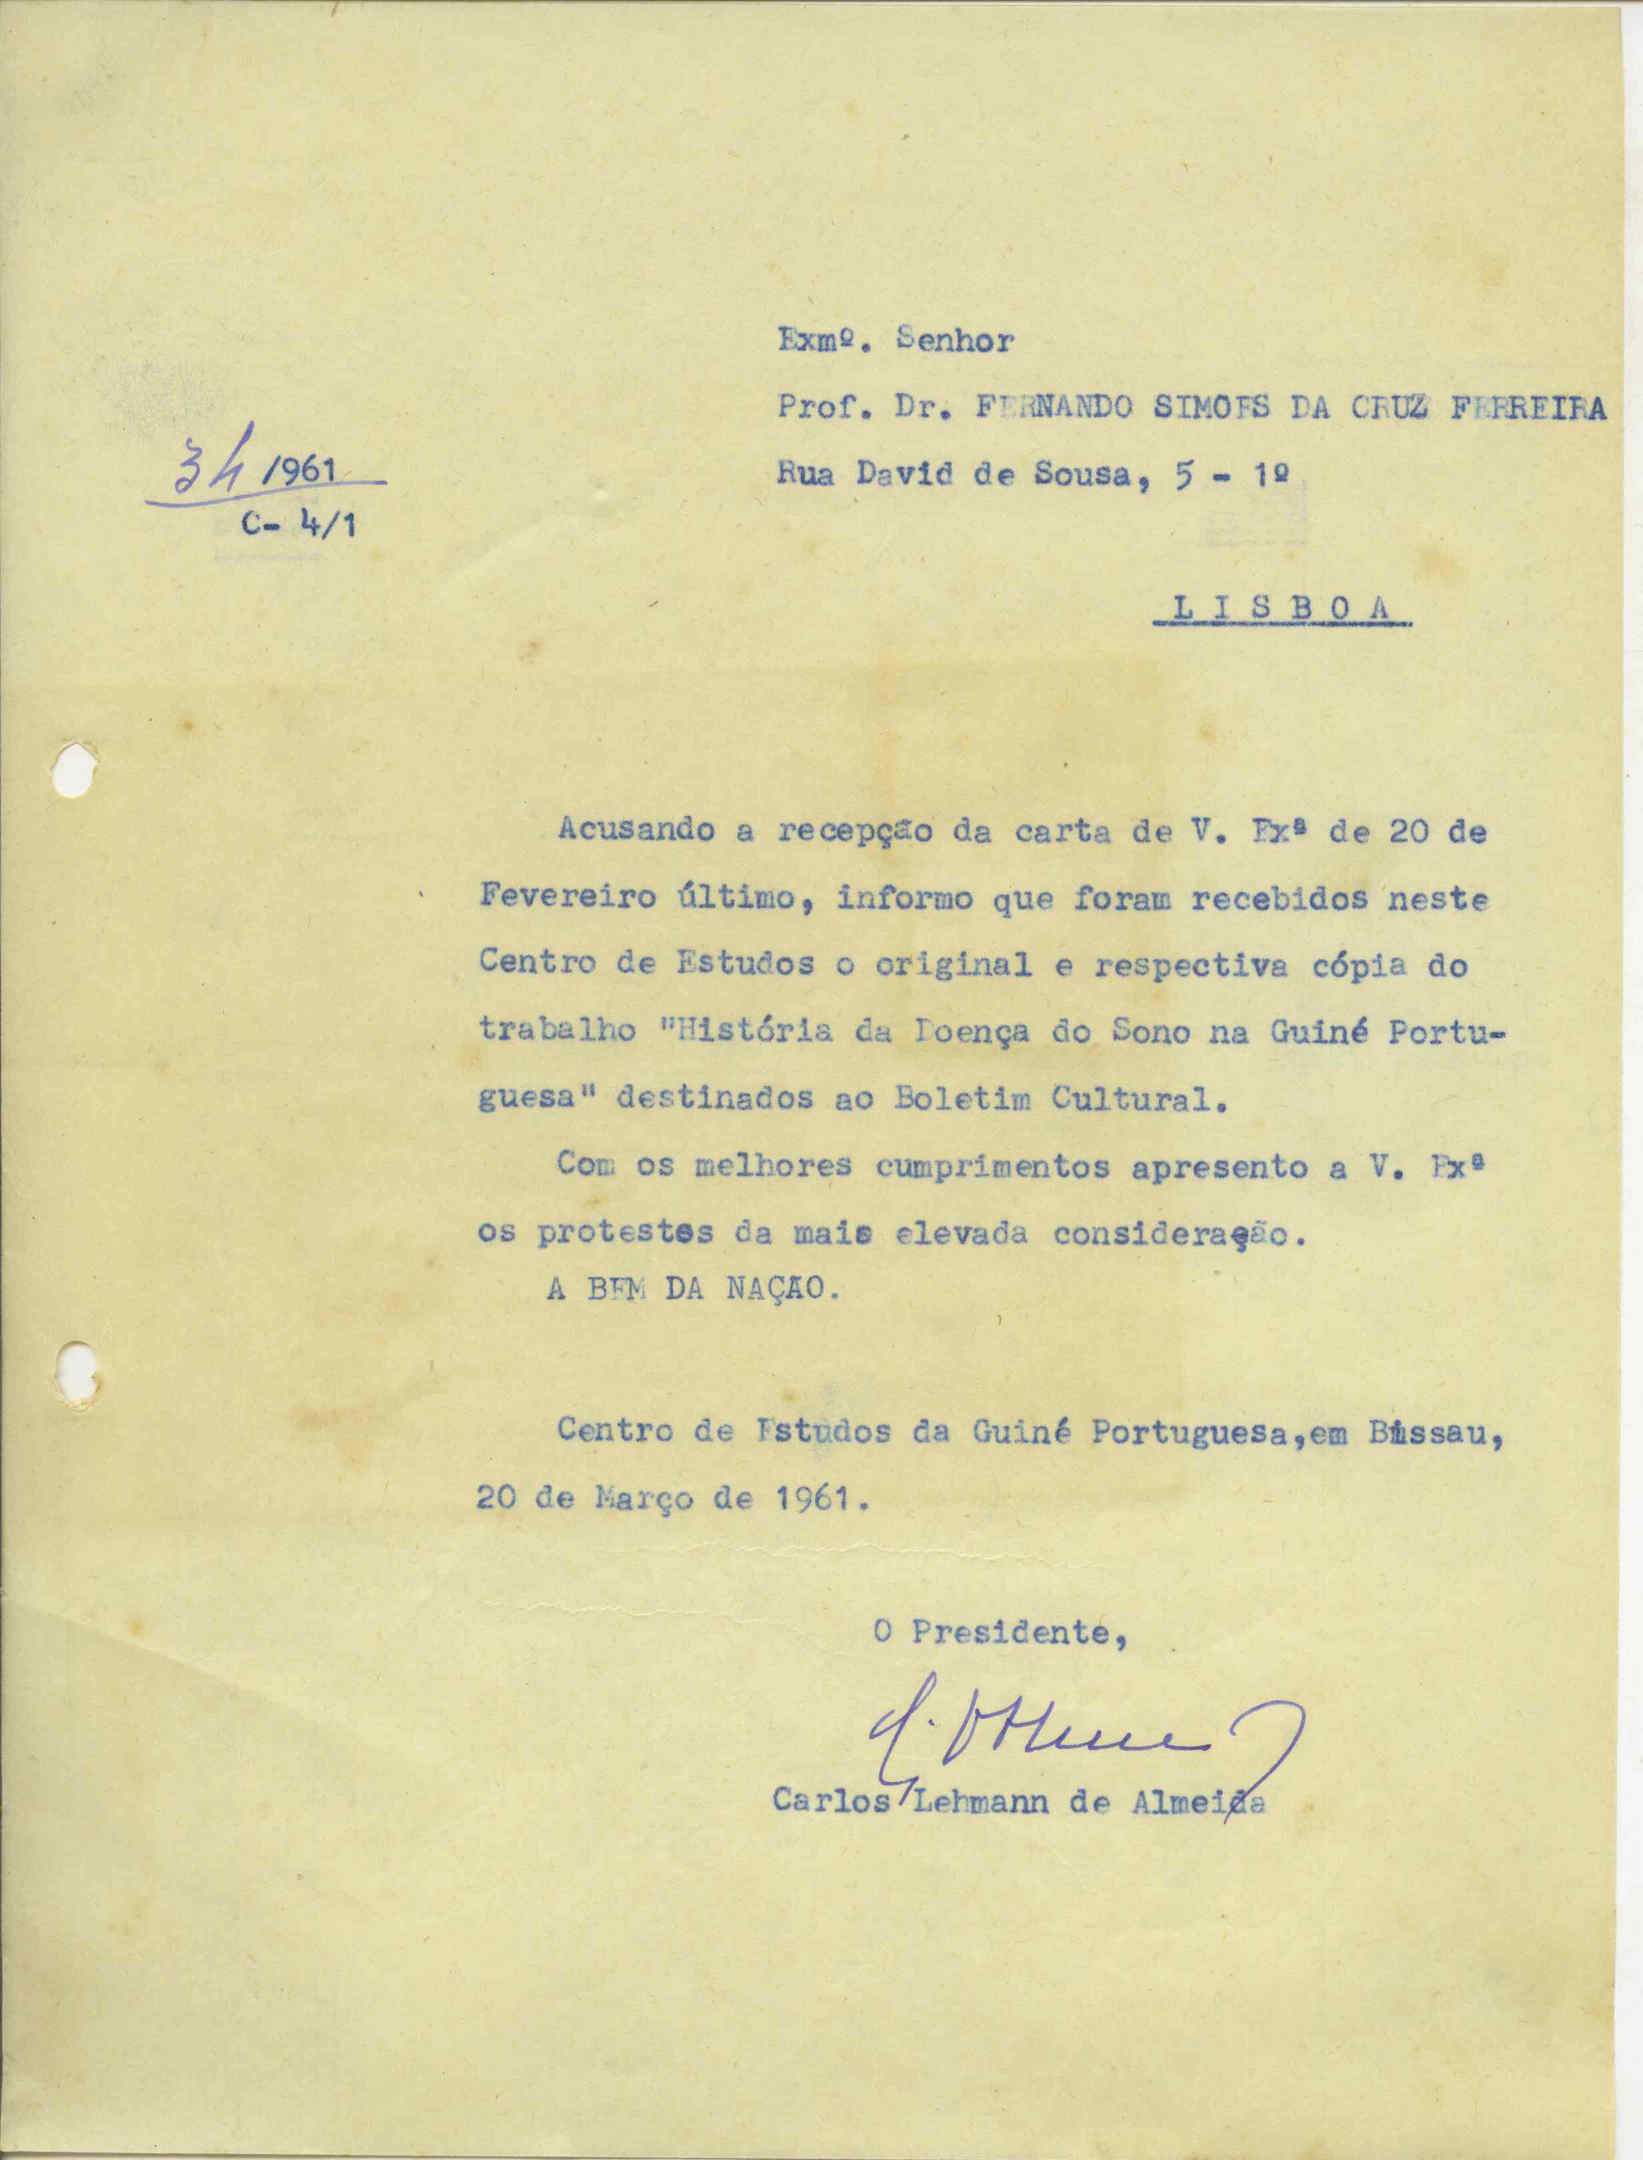 Exmº. Senhor
Prof. Dr. FERNANDO SIMOES DA CRUZ FERREIRA
34/1961
Rua David de Sousa, 5 - 1º
C- 4/1
LISBOA
Acusando a recepção da carta de V. Exª de 20 de
Fevereiro último, informo que foram recebidos neste
Centro de Estudos o original e respectiva cópia do
trabalho "História da Doença do Sono na Guiné Portu-
guesa" destinados ao Boletim Cultural.
Com os melhores cumprimentos apresento a V. Exª
os protestos da mais elevada consideração.
A BEM DA NAÇÃO.
Centro de Estudos da Guiné Portuguesa,em Bissau,
20 de Março de 1961.
O Presidente,
Carlos Lehmann de Almeida